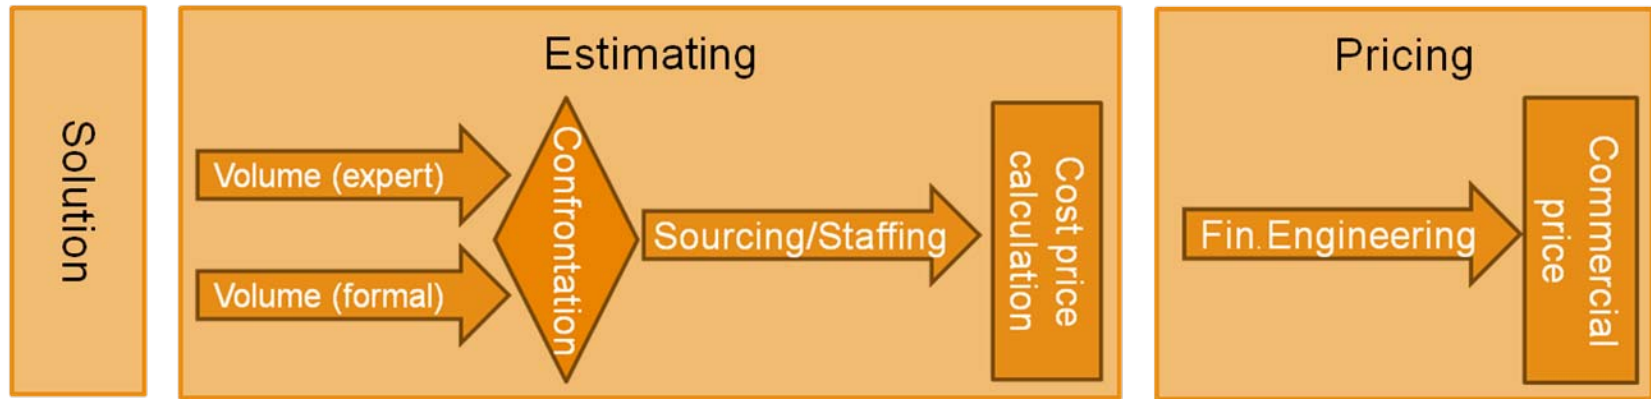 Solution
Estimating
Volume (expert)
Volume (formal)
Confrontation
Sourcing/Staffing
Cost price
calculation
Pricing
Fin. Engineering
Commercial
price